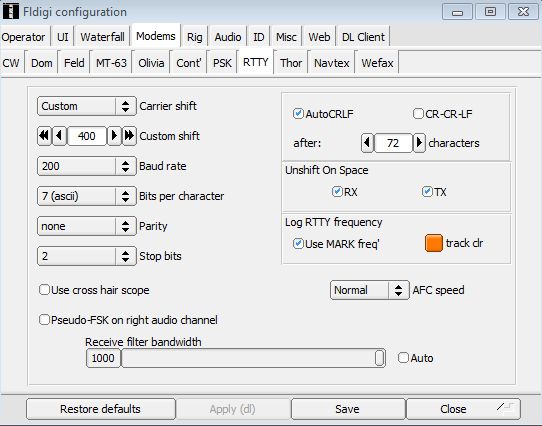 Fldigi configuration
Operator UI Waterfall Modems Rig Audio ID Misc Web DL Client
CW Dom Feld MT-63 Olivia Cont' PSK RTTY Thor Navtex Wefax
Custom Carrier shift
400 Custom shift
200 Baud rate
7 (ascii) Bits per character
none Parity
2 Stop bits
AutoCRLF CR-CR-LF
after: 72 characters
Unshift On Space
RX TX
Log RTTY frequency
Use MARK freq' track clr
Use cross hair scope
Normal AFC speed
Pseudo-FSK on right audio channel
Receive filter bandwidth
1000 Auto
Restore defaults Apply (dl) Save Close